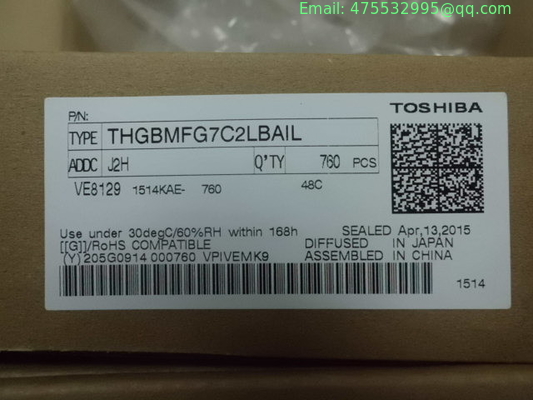 Email: 475532995@qq.com
P/N:
TOSHIBA
TYPE THGBMFG7C2LBAIL
ADDC J2H Q'TY 760 PCS
VE8129 1514KAE- 760 48C
Use under 30degC/60%RH within 168h SEALED Apr,13,2015
[[G]]/RoHS COMPATIBLE DIFFUSED IN JAPAN
(Y) 205G0914 000760 VPIVEMK9 ASSEMBLED IN CHINA
1514